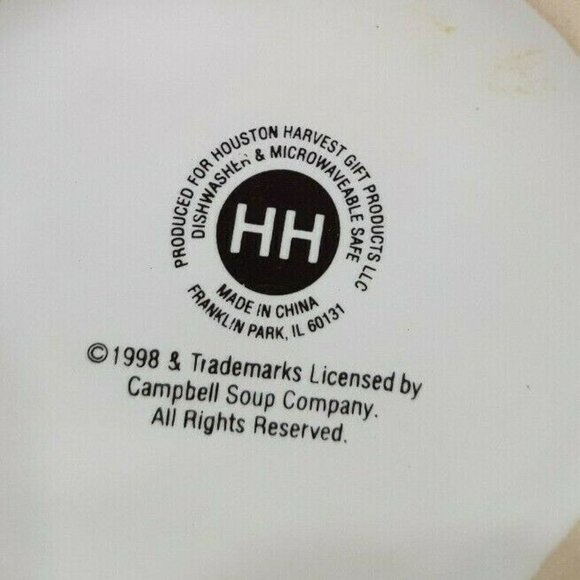 PRODUCED FOR HOUSTON HARVEST GIFT PRODUCTS LLC
DISHWASHER & MICROWAVEABLE SAFE
HH
MADE IN CHINA
FRANKLIN PARK, IL 60131
©1998 & Trademarks Licensed by
Campbell Soup Company.
All Rights Reserved.